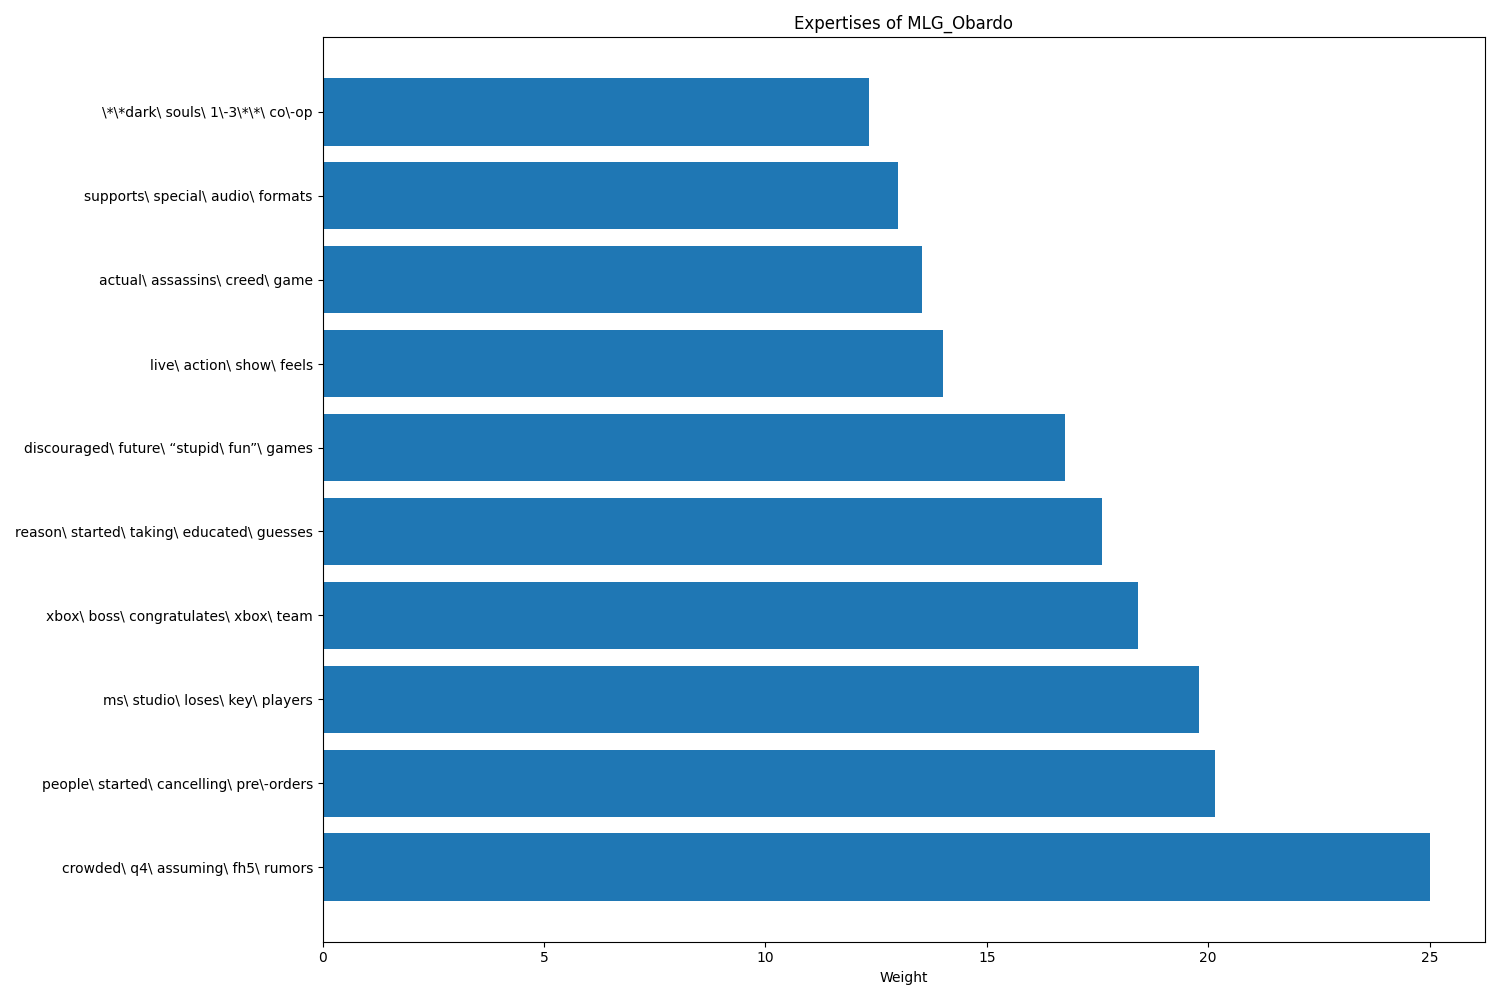 Expertises of MLG_Obardo
\*\*dark\ souls\ 1\-3\*\*\ co\-op
supports\ special\ audio\ formats
actual\ assassins\ creed\ game
live\ action\ show\ feels
discouraged\ future\ “stupid\ fun”\ games
reason\ started\ taking\ educated\ guesses
xbox\ boss\ congratulates\ xbox\ team
ms\ studio\ loses\ key\ players
people\ started\ cancelling\ pre\-orders
crowded\ q4\ assuming\ fh5\ rumors
0 5 10 15 20 25
Weight